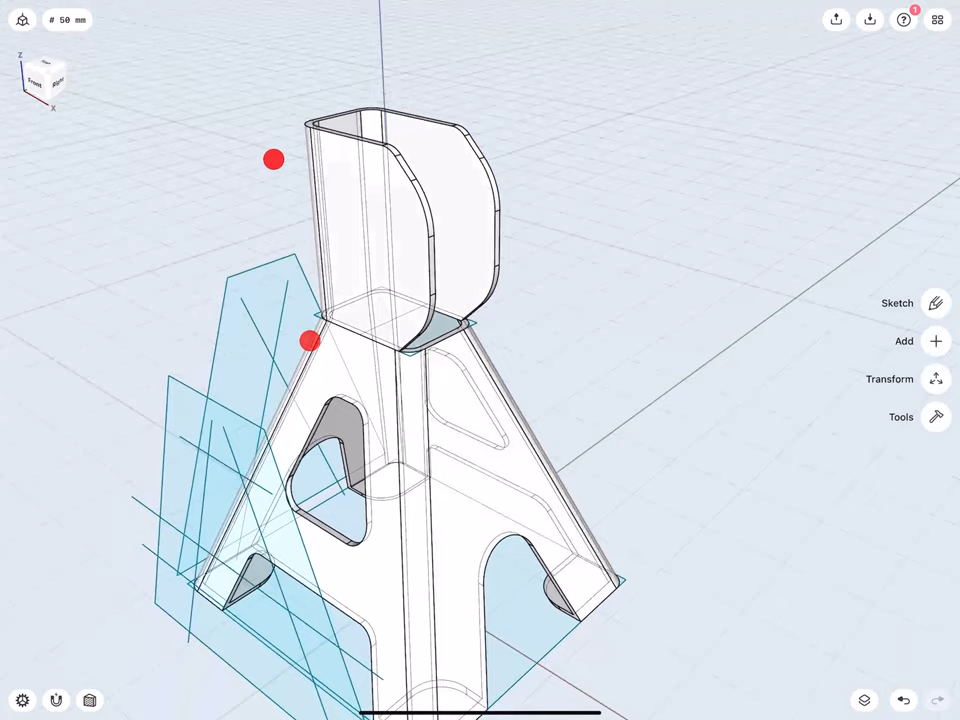 # 50 mm
1
Z
Front
Right
X
Sketch
Add
Transform
Tools